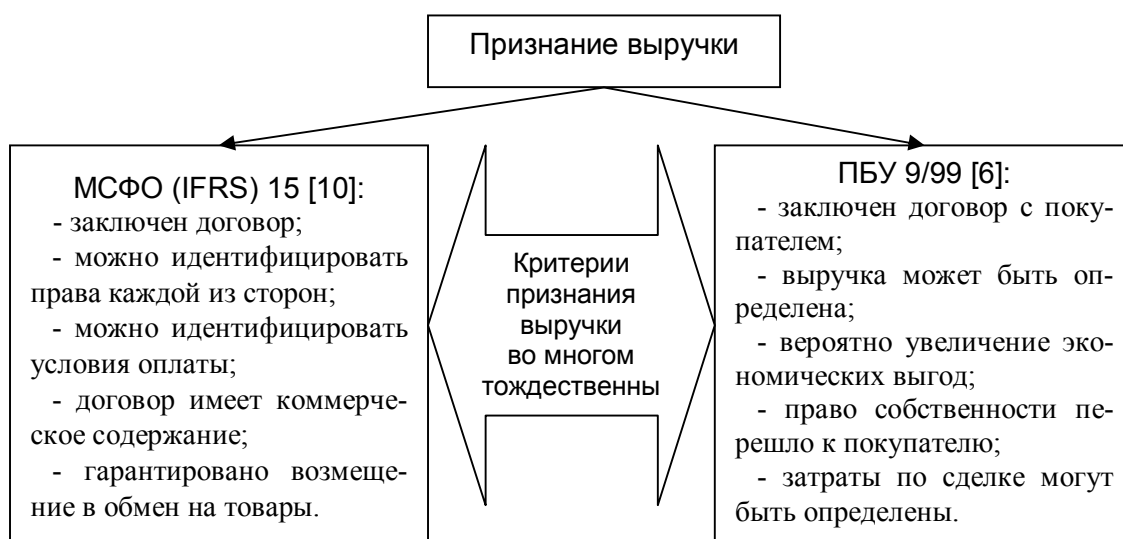 Признание выручки
МСФО (IFRS) 15 [10]:
- заключен договор;
- можно идентифицировать
права каждой из сторон;
- можно идентифицировать
условия оплаты;
- договор имеет коммерче-
ское содержание;
- гарантировано возмеще-
ние в обмен на товары.
Критерии
признания
выручки
во многом
тождественны
ПБУ 9/99 [6]:
- заключен договор с поку-
пателем;
- выручка может быть оп-
ределена;
- вероятно увеличение эко-
номических выгод;
- право собственности пе-
решло к покупателю;
- затраты по сделке могут
быть определены.